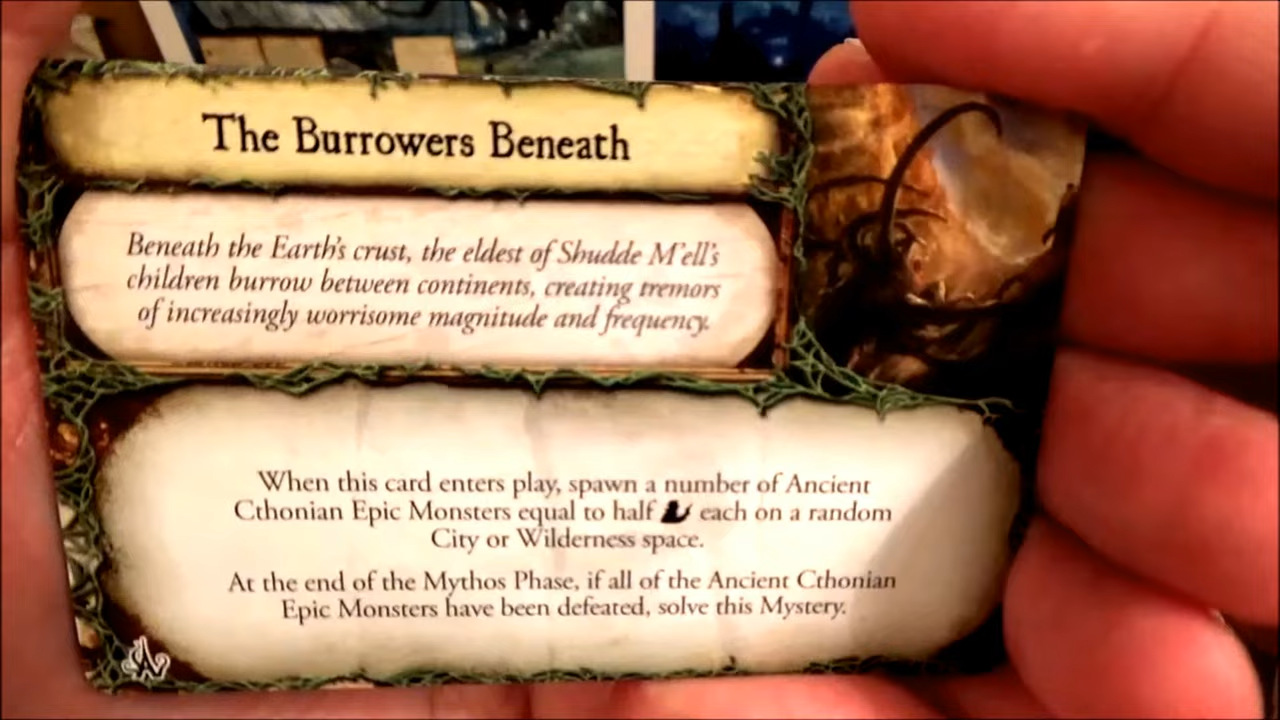 The Burrowers Beneath
Beneath the Earth's crust, the eldest of Shudde M'ell's
children burrow between continents, creating tremors
of increasingly worrisome magnitude and frequency.
When this card enters play, spawn a number of Ancient
Cthonian Epic Monsters equal to half each on a random
City or Wilderness space.
At the end of the Mythos Phase, if all of the Ancient Cthonian
Epic Monsters have been defeated, solve this Mystery.